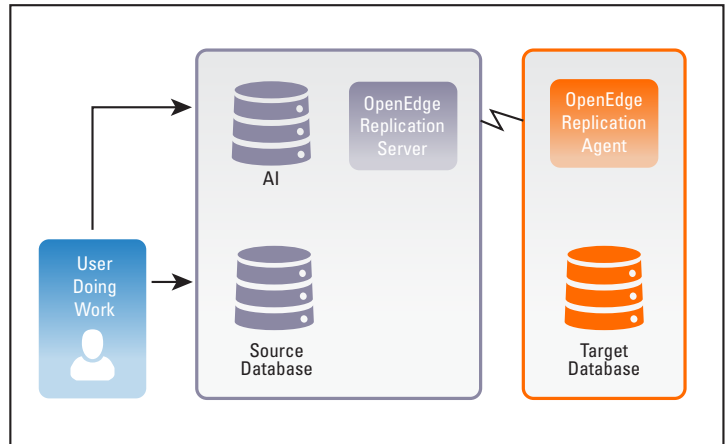 OpenEdge
Replication
Server
OpenEdge
Replication
Agent
AI
User
Doing
Work
Source
Database
Target
Database